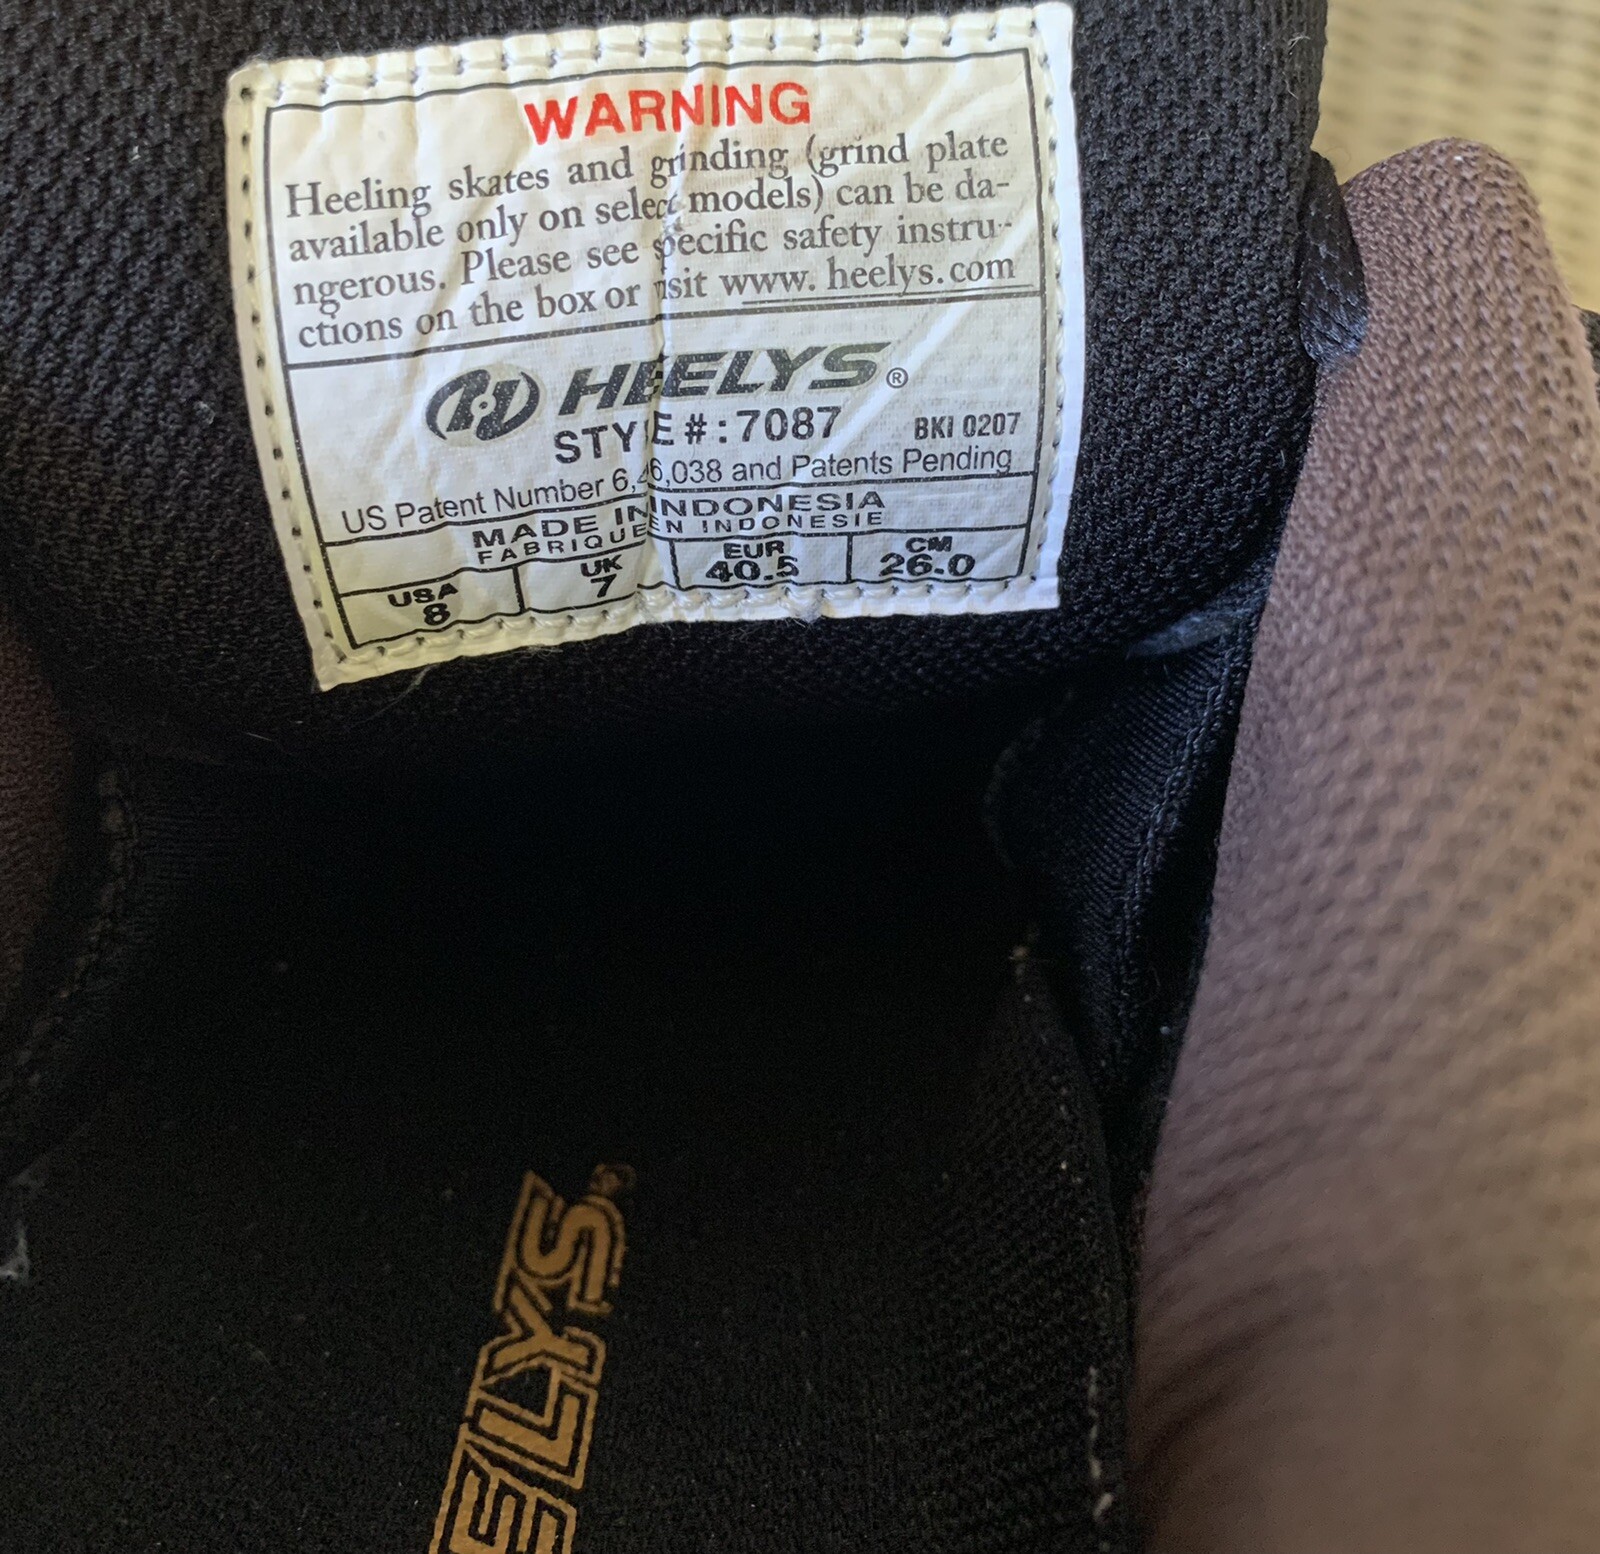 WARNING
Heeling skates and grinding (grind plate
available only on select models) can be da-
ngerous. Please see specific safety instru-
ctions on the box or visit www. heelys.com
HEELYS®
STYLE #: 7087 BKI 0207
US Patent Number and Patents Pending
MADE IN INDONESIA
FABRIQUE EN INDONESIE
USA UK EUR CM
8 7 40.5 26.0
ELYS®